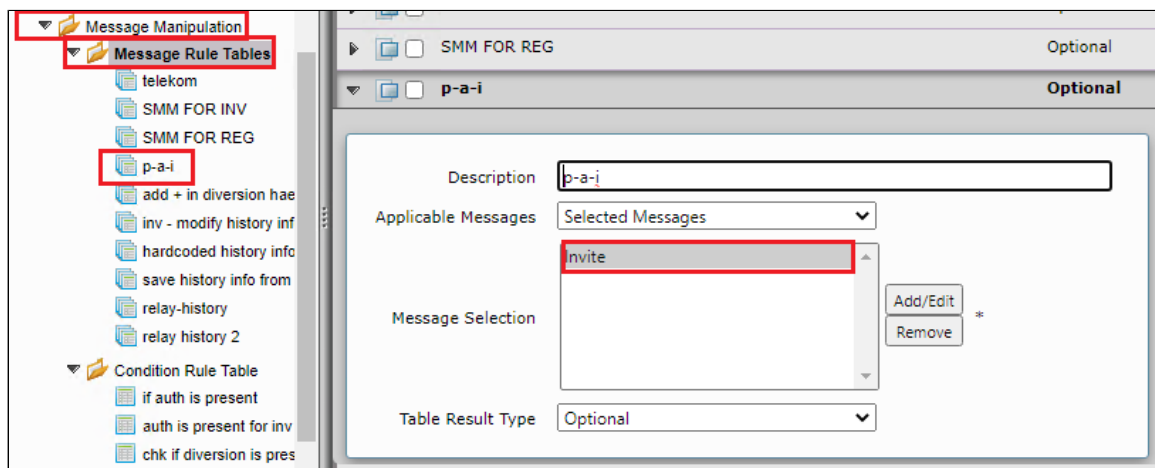 Message Manipulation
Message Rule Tables
telekom
SMM FOR INV
SMM FOR REG
p-a-i
add + in diversion hae
inv - modify history inf
hardcoded history info
save history info from
relay-history
relay history 2
Condition Rule Table
if auth is present
auth is present for inv
chk if diversion is pres
SMM FOR REG Optional
p-a-i Optional
Description p-a-i
Applicable Messages Selected Messages
Invite
Message Selection
Add/Edit
*
Remove
Table Result Type Optional